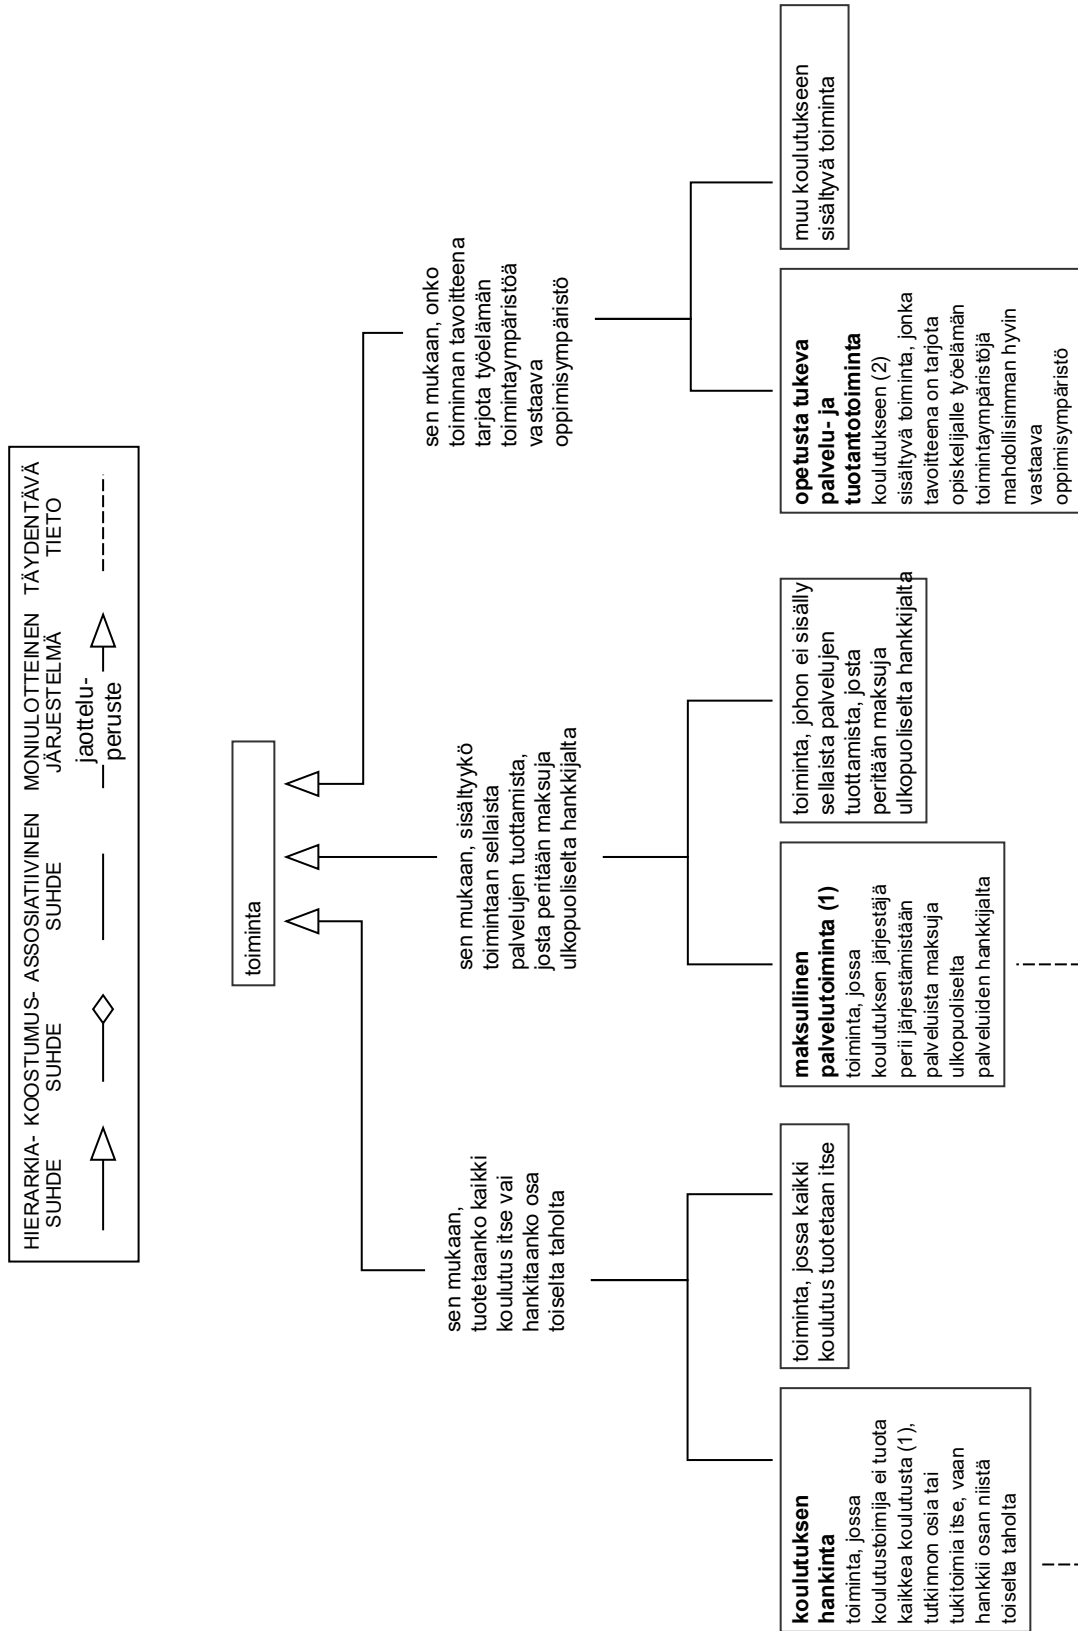 HIERARKIA- KOOSTUMUS- ASSOSIATIIVINEN MONIULOTTEINEN TÄYDENTÄVÄ
SUHDE SUHDE SUHDE JÄRJESTELMÄ TIETO
jaottelu-
peruste
toiminta
sen mukaan,
tuotetaanko kaikki
koulutus itse vai
hankitaanko osa
toiselta taholta
sen mukaan, sisältyykö
toimintaan sellaista
palvelujen tuottamista,
josta peritään maksuja
ulkopuoliselta hankkijalta
sen mukaan, onko
toiminnan tavoitteena
tarjota työelämän
toimintaympäristöä
vastaava
oppimisympäristö
koulutuksen
hankinta
toiminta, jossa
koulutustoimija ei tuota
kaikkea koulutusta (1),
tutkinnon osia tai
tukitoimia itse, vaan
hankkii osan niistä
toiselta taholta
toiminta, jossa kaikki
koulutus tuotetaan itse
maksullinen
palvelutoiminta (1)
toiminta, jossa
koulutuksen järjestäjä
perii järjestämistään
palveluista maksuja
ulkopuoliselta
palveluiden hankkijalta
toiminta, johon ei sisälly
sellaista palvelujen
tuottamista, josta
peritään maksuja
ulkopuoliselta hankkijalta
opetusta tukeva
palvelu- ja
tuotantotoiminta
koulutukseen (2)
sisältyvä toiminta, jonka
tavoitteena on tarjota
opiskelijalle työelämän
toimintaympäristöjä
mahdollisimman hyvin
vastaava
oppimisympäristö
muu koulutukseen
sisältyvä toiminta